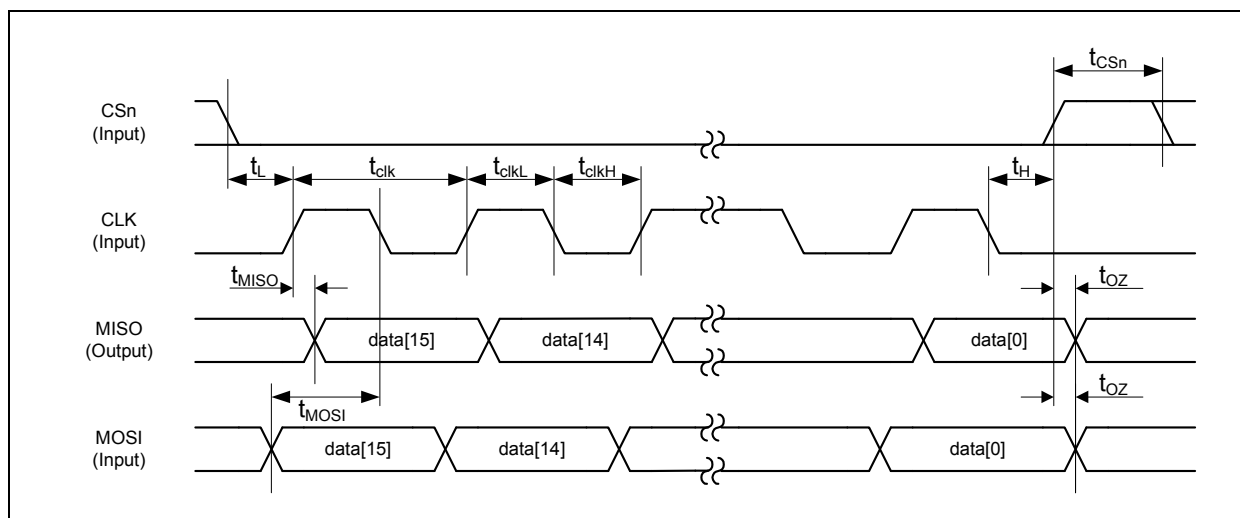 tCSn
CSn
(Input)
tL
tclk
tclkL
tclkH
tH
CLK
(Input)
tMISO
tOZ
MISO
(Output)
data[15]
data[14]
data[0]
tMOSI
tOZ
MOSI
(Input)
data[15]
data[14]
data[0]